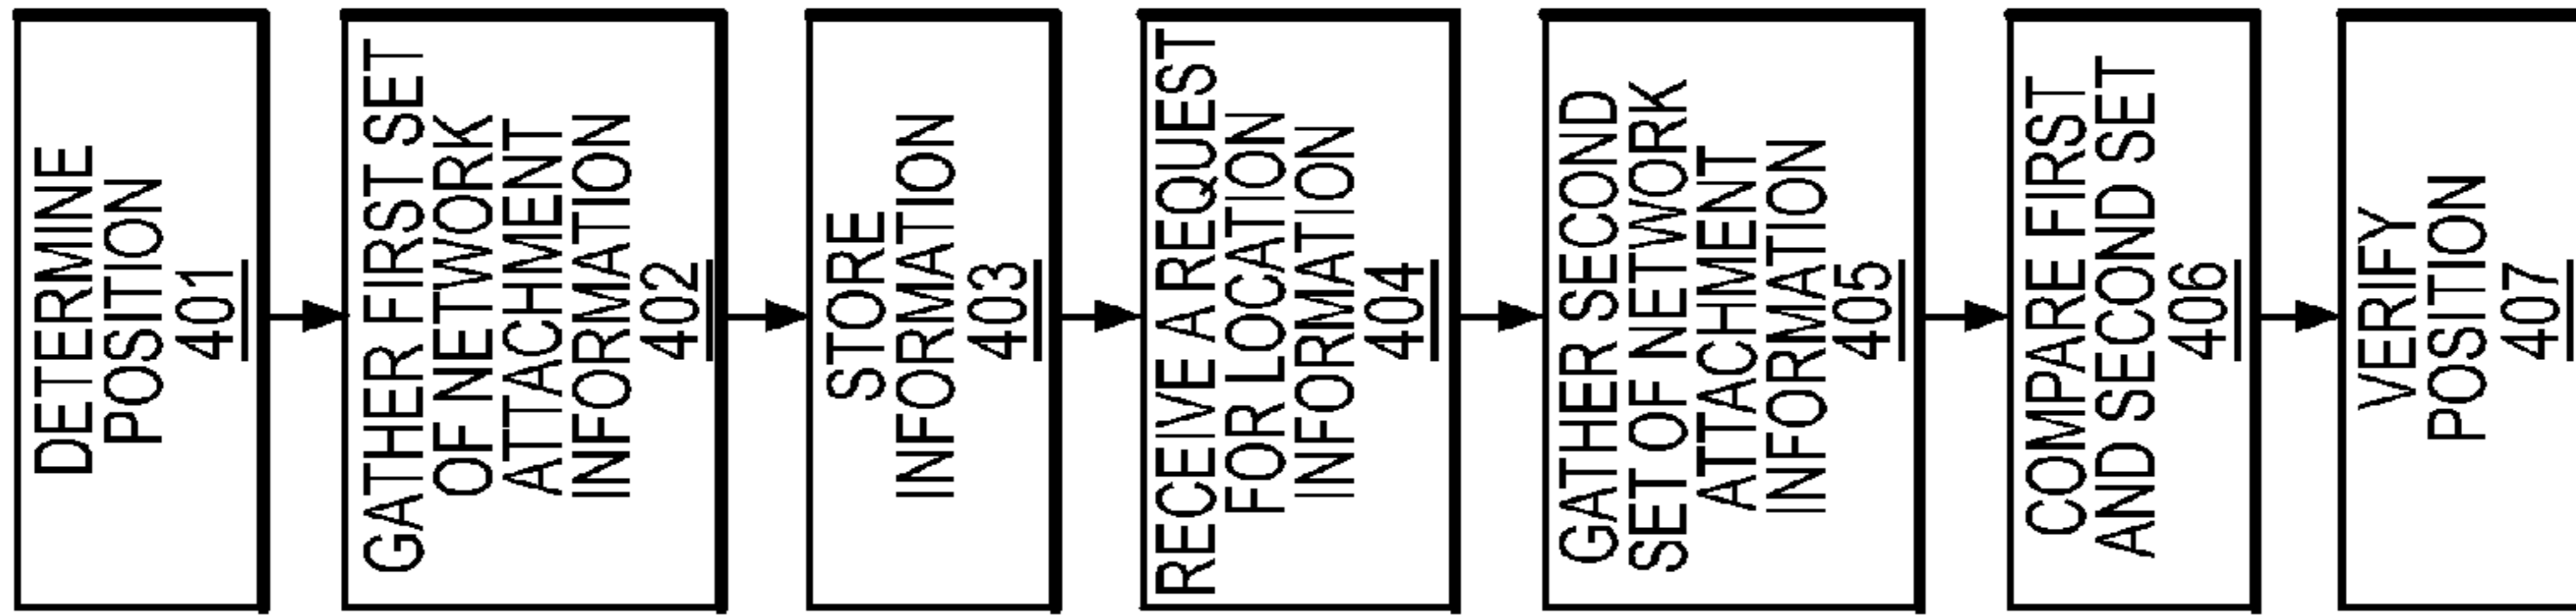 DETERMINE
POSITION
401
GATHER FIRST SET
OF NETWORK
ATTACHMENT
INFORMATION
402
STORE
INFORMATION
403
RECEIVE A REQUEST
FOR LOCATION
INFORMATION
404
GATHER SECOND
SET OF NETWORK
ATTACHMENT
INFORMATION
405
COMPARE FIRST
AND SECOND SET
406
VERIFY
POSITION
407